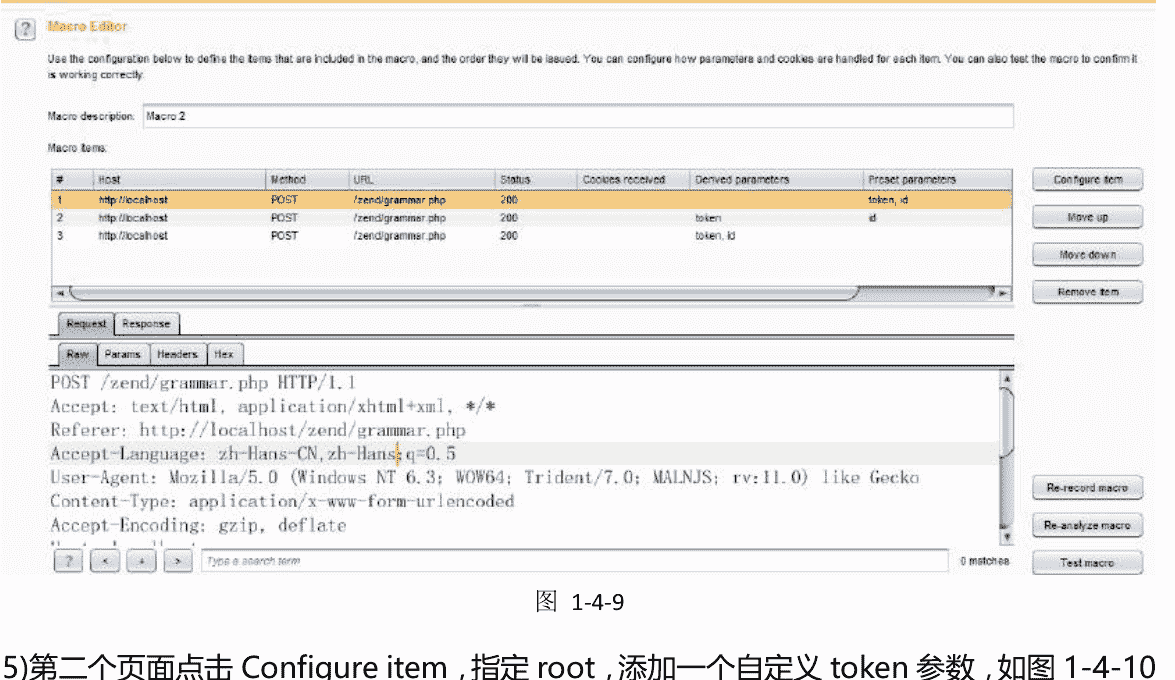 ?
Macro Editor
Use the configuration below to define the items that are included in the macro, and the order they will be issued. You can configure how parameters and cookies are handled for each item. You can also test the macro to confirm it
is working correctly.
Macro description: Macro 2
Macro items:
# Host Method URL Status Cookies received Derived parameters Preset parameters
1 http://localhost POST /zend/grammar.php 200 token, id
2 http://localhost POST /zend/grammar.php 200 token id
3 http://localhost POST /zend/grammar.php 200 token, id
Configure item
Move up
Move down
Remove item
Request Response
Raw Params Headers Hex
POST /zend/grammar.php HTTP/1.1
Accept: text/html, application/xhtml+xml, */*
Referer: http://localhost/zend/grammar.php
Accept-Language: zh-Hans-CN,zh-Hans;q=0.5
User-Agent: Mozilla/5.0 (Windows NT 6.3; WOW64; Trident/7.0; MALNJS; rv:11.0) like Gecko
Content-Type: application/x-www-form-urlencoded
Accept-Encoding: gzip, deflate
Re-record macro
Re-analyze macro
? < + > Type a search term 0 matches
Test macro
图 1-4-9
5)第二个页面点击 Configure item ,指定 root ,添加一个自定义 token 参数 ,如图 1-4-10